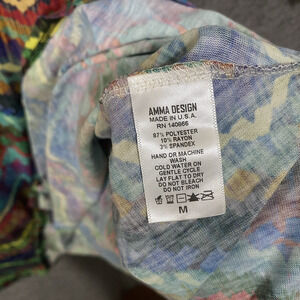 AMMA DESIGN
MADE IN U.S.A.
RN 140866
87% POLYESTER
10% RAYON
3% SPANDEX
HAND OR MACHINE
WASH
COLD WATER ON
GENTLE CYCLE
LAY FLAT TO DRY
DO NOT BLEACH
DO NOT IRON
M